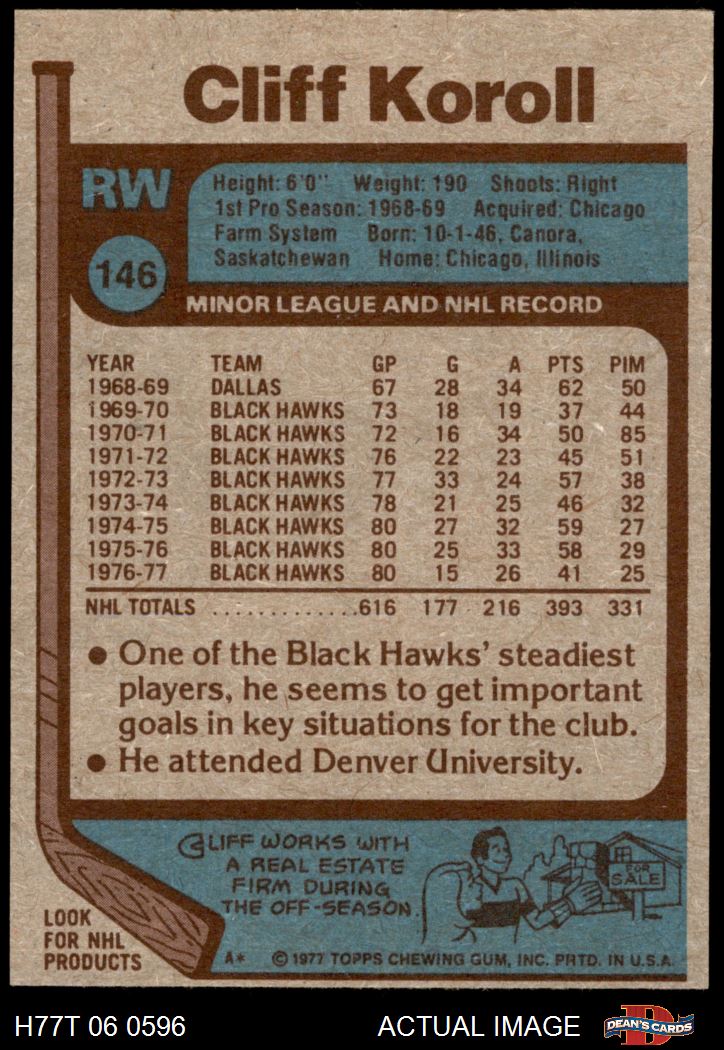 Cliff Koroll
RW
Height: 6'0" Weight: 190 Shoots: Right
1st Pro Season: 1968-69 Acquired: Chicago
Farm System Born: 10-1-46, Canora,
Saskatchewan Home: Chicago, Illinois
146
MINOR LEAGUE AND NHL RECORD
YEAR TEAM GP G A PTS PIM
1968-69 DALLAS 67 28 34 62 50
1969-70 BLACK HAWKS 73 18 19 37 44
1970-71 BLACK HAWKS 72 16 34 50 85
1971-72 BLACK HAWKS 76 22 23 45 51
1972-73 BLACK HAWKS 77 33 24 57 38
1973-74 BLACK HAWKS 78 21 25 46 32
1974-75 BLACK HAWKS 80 27 32 59 27
1975-76 BLACK HAWKS 80 25 33 58 29
1976-77 BLACK HAWKS 80 15 26 41 25
NHL TOTALS .............616 177 216 393 331
● One of the Black Hawks' steadiest
players, he seems to get important
goals in key situations for the club.
● He attended Denver University.
CLIFF WORKS WITH
A REAL ESTATE
FIRM DURING
THE OFF-SEASON.
FOR
SALE
LOOK
FOR NHL
PRODUCTS
A* © 1977 TOPPS CHEWING GUM, INC. PRTD. IN U.S.A.
H77T 06 0596 ACTUAL IMAGE
D
DEAN'S CARDS